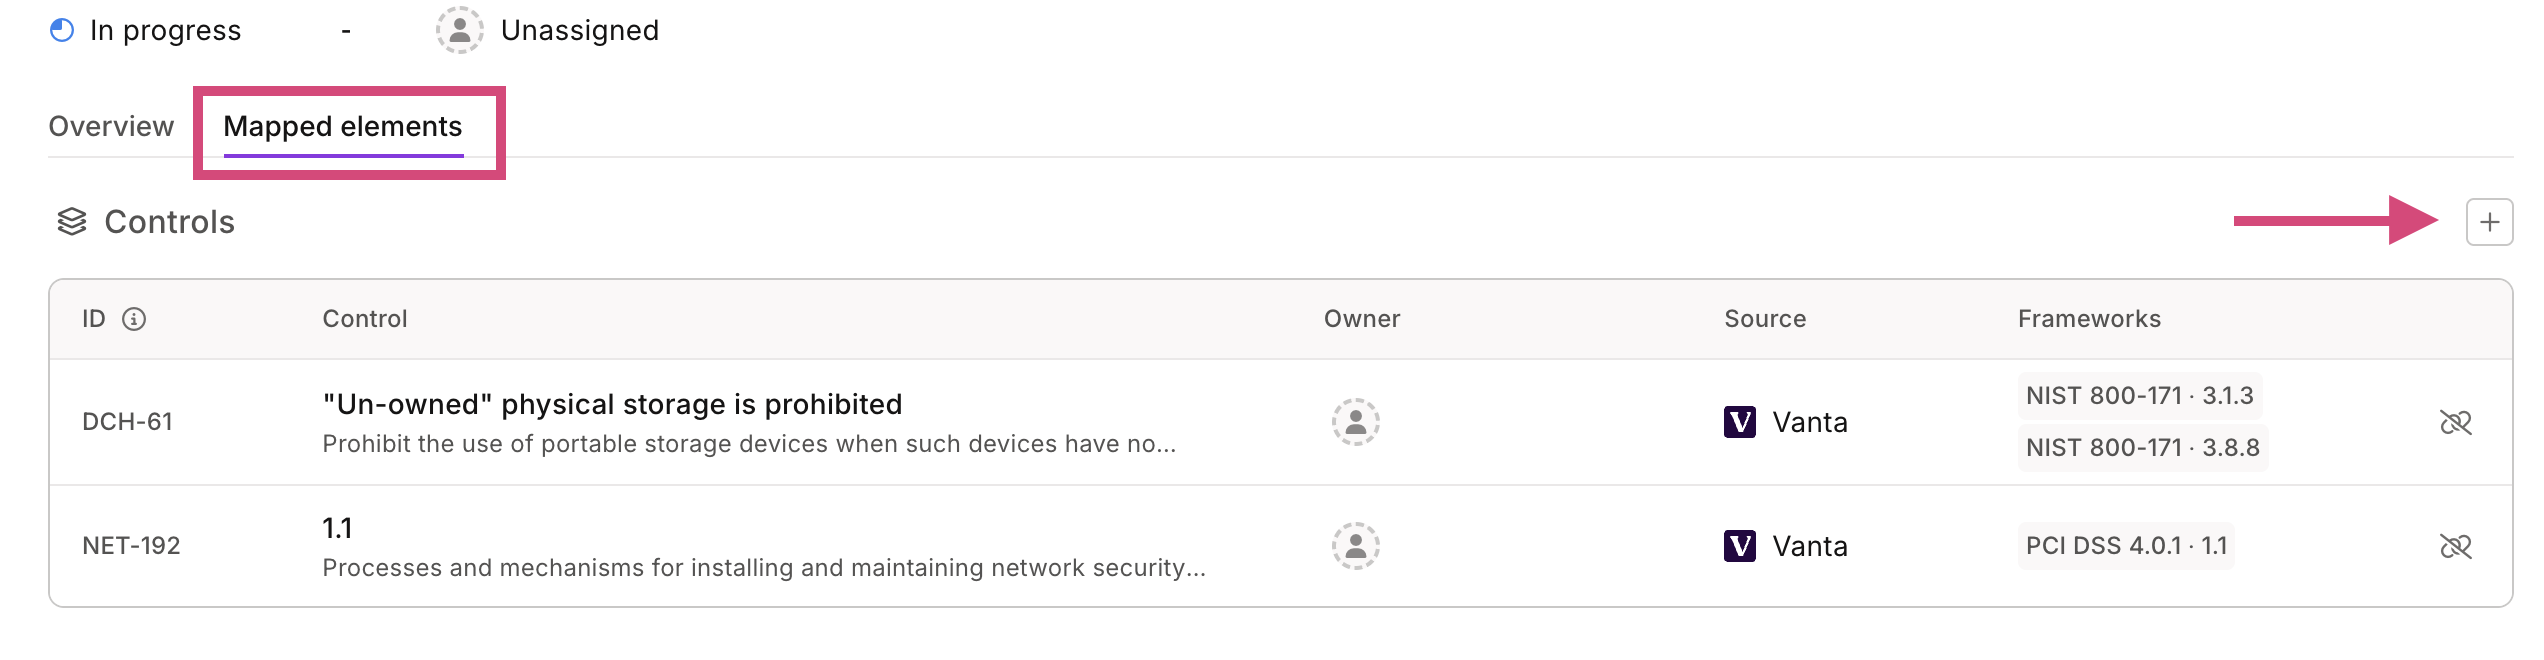 In progress - Unassigned
Overview Mapped elements
Controls
ID Control Owner Source Frameworks
DCH-61 "Un-owned" physical storage is prohibited Vanta NIST 800-171 · 3.1.3
Prohibit the use of portable storage devices when such devices have no... NIST 800-171 · 3.8.8
NET-192 1.1 Vanta PCI DSS 4.0.1 · 1.1
Processes and mechanisms for installing and maintaining network security...